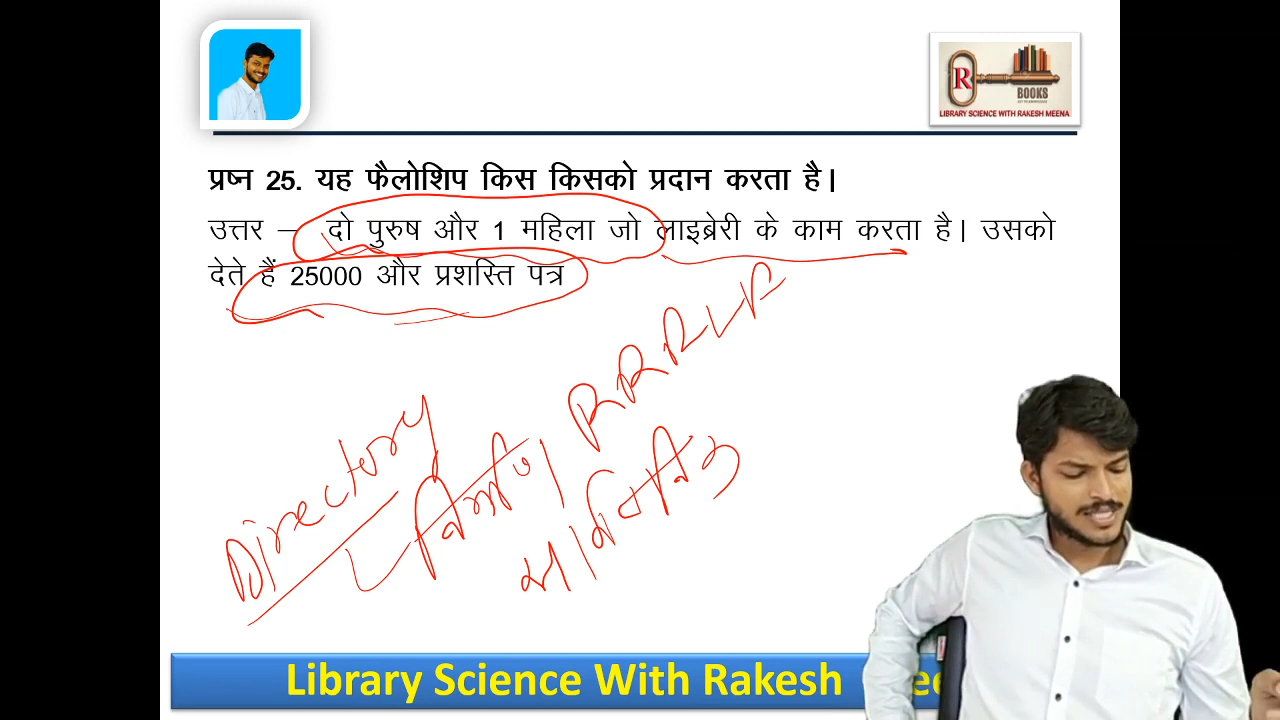 R
BOOKS
LIBRARY SCIENCE WITH RAKESH MEENA
प्रष्न 25. यह फैलोशिप किस किसको प्रदान करता है।
उत्तर – दो पुरुष और 1 महिला जो लाइब्रेरी के काम करता है। उसको
देते हैं 25000 और प्रशस्ति पत्र
RRRLF
Directory
निर्माण
Library Science With Rakesh